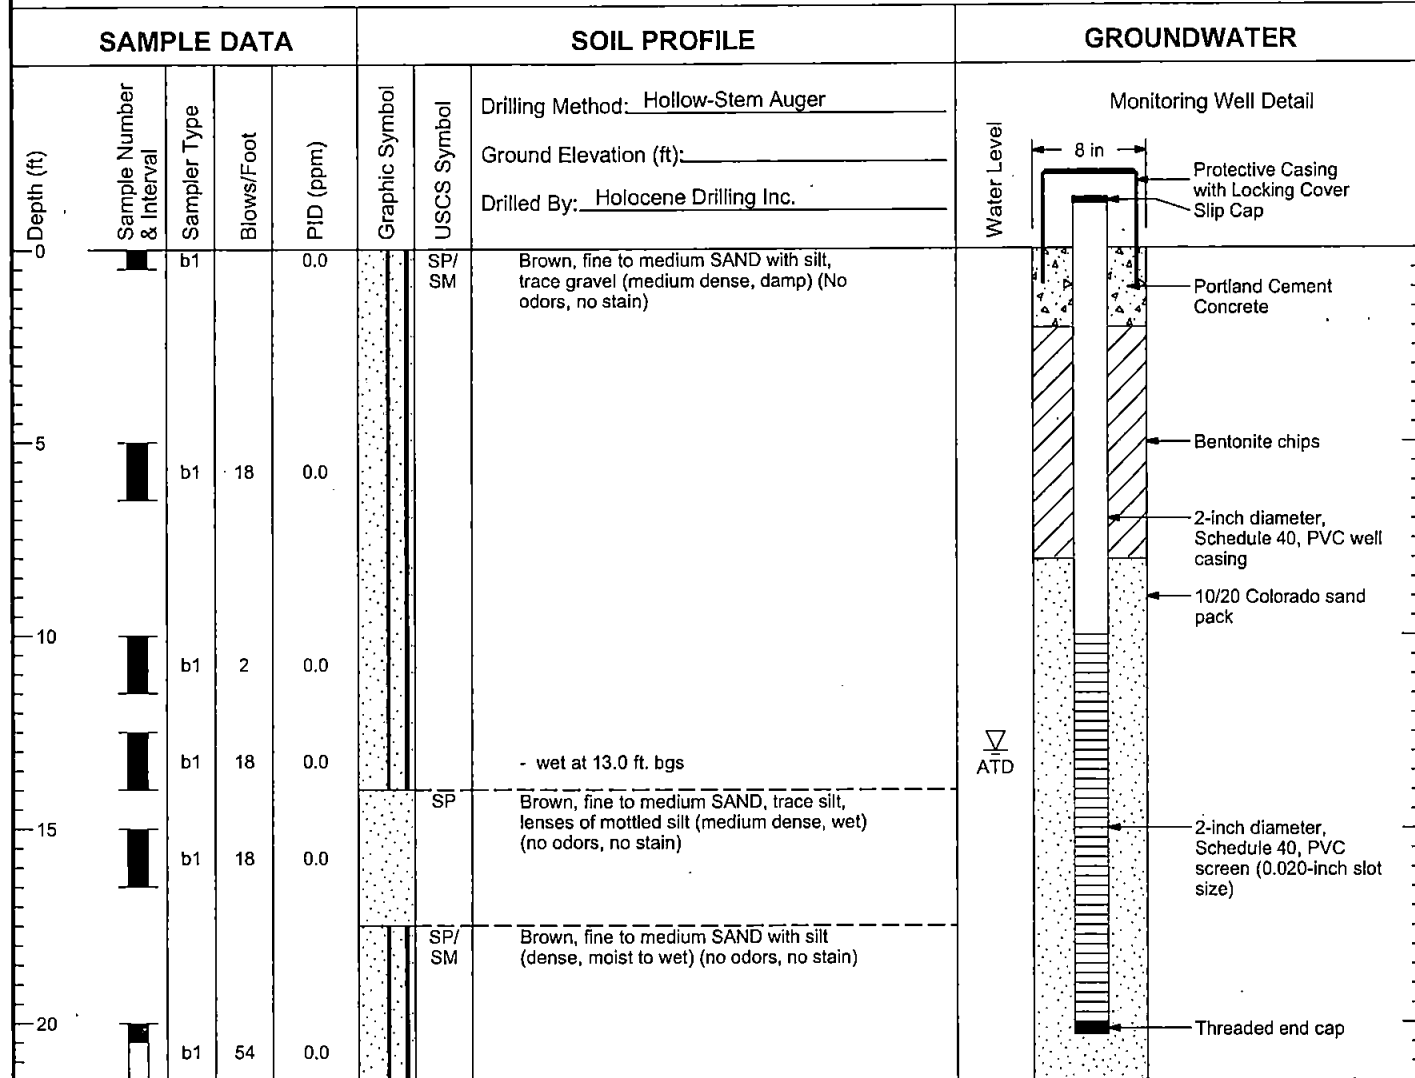 SAMPLE DATA
SOIL PROFILE
GROUNDWATER
Depth (ft)
Sample Number
& Interval
Sampler Type
Blows/Foot
PID (ppm)
Graphic Symbol
USCS Symbol
Drilling Method: Hollow-Stem Auger
Ground Elevation (ft):
Drilled By: Holocene Drilling Inc.
Water Level
Monitoring Well Detail
8 in
Protective Casing
with Locking Cover
Slip Cap
0
b1
0.0
SP/
SM
Brown, fine to medium SAND with silt,
trace gravel (medium dense, damp) (No
odors, no stain)
Portland Cement
Concrete
5
b1
18
0.0
Bentonite chips
2-inch diameter,
Schedule 40, PVC well
casing
10/20 Colorado sand
pack
10
b1
2
0.0
b1
18
0.0
- wet at 13.0 ft. bgs
ATD
SP
Brown, fine to medium SAND, trace silt,
lenses of mottled silt (medium dense, wet)
(no odors, no stain)
15
b1
18
0.0
2-inch diameter,
Schedule 40, PVC
screen (0.020-inch slot
size)
SP/
SM
Brown, fine to medium SAND with silt
(dense, moist to wet) (no odors, no stain)
20
b1
54
0.0
Threaded end cap